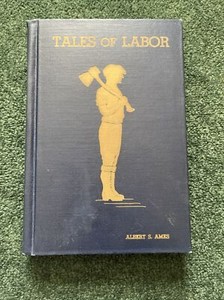 TALES OF LABOR
ALBERT S. AMES